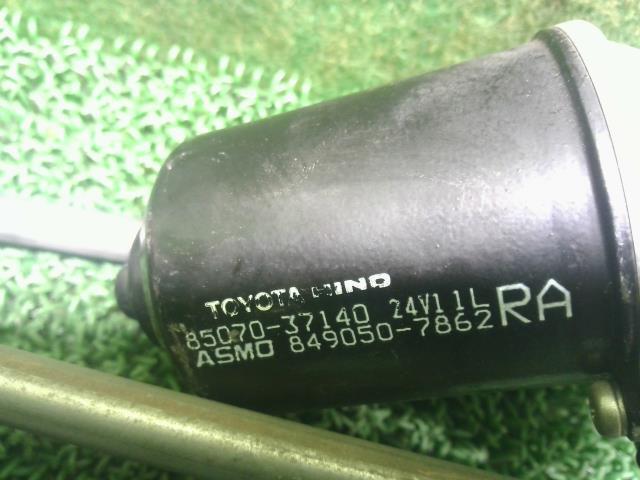 TOYOTA HINO
85070-37140 24V11L
ASMO 849050-7862 RA